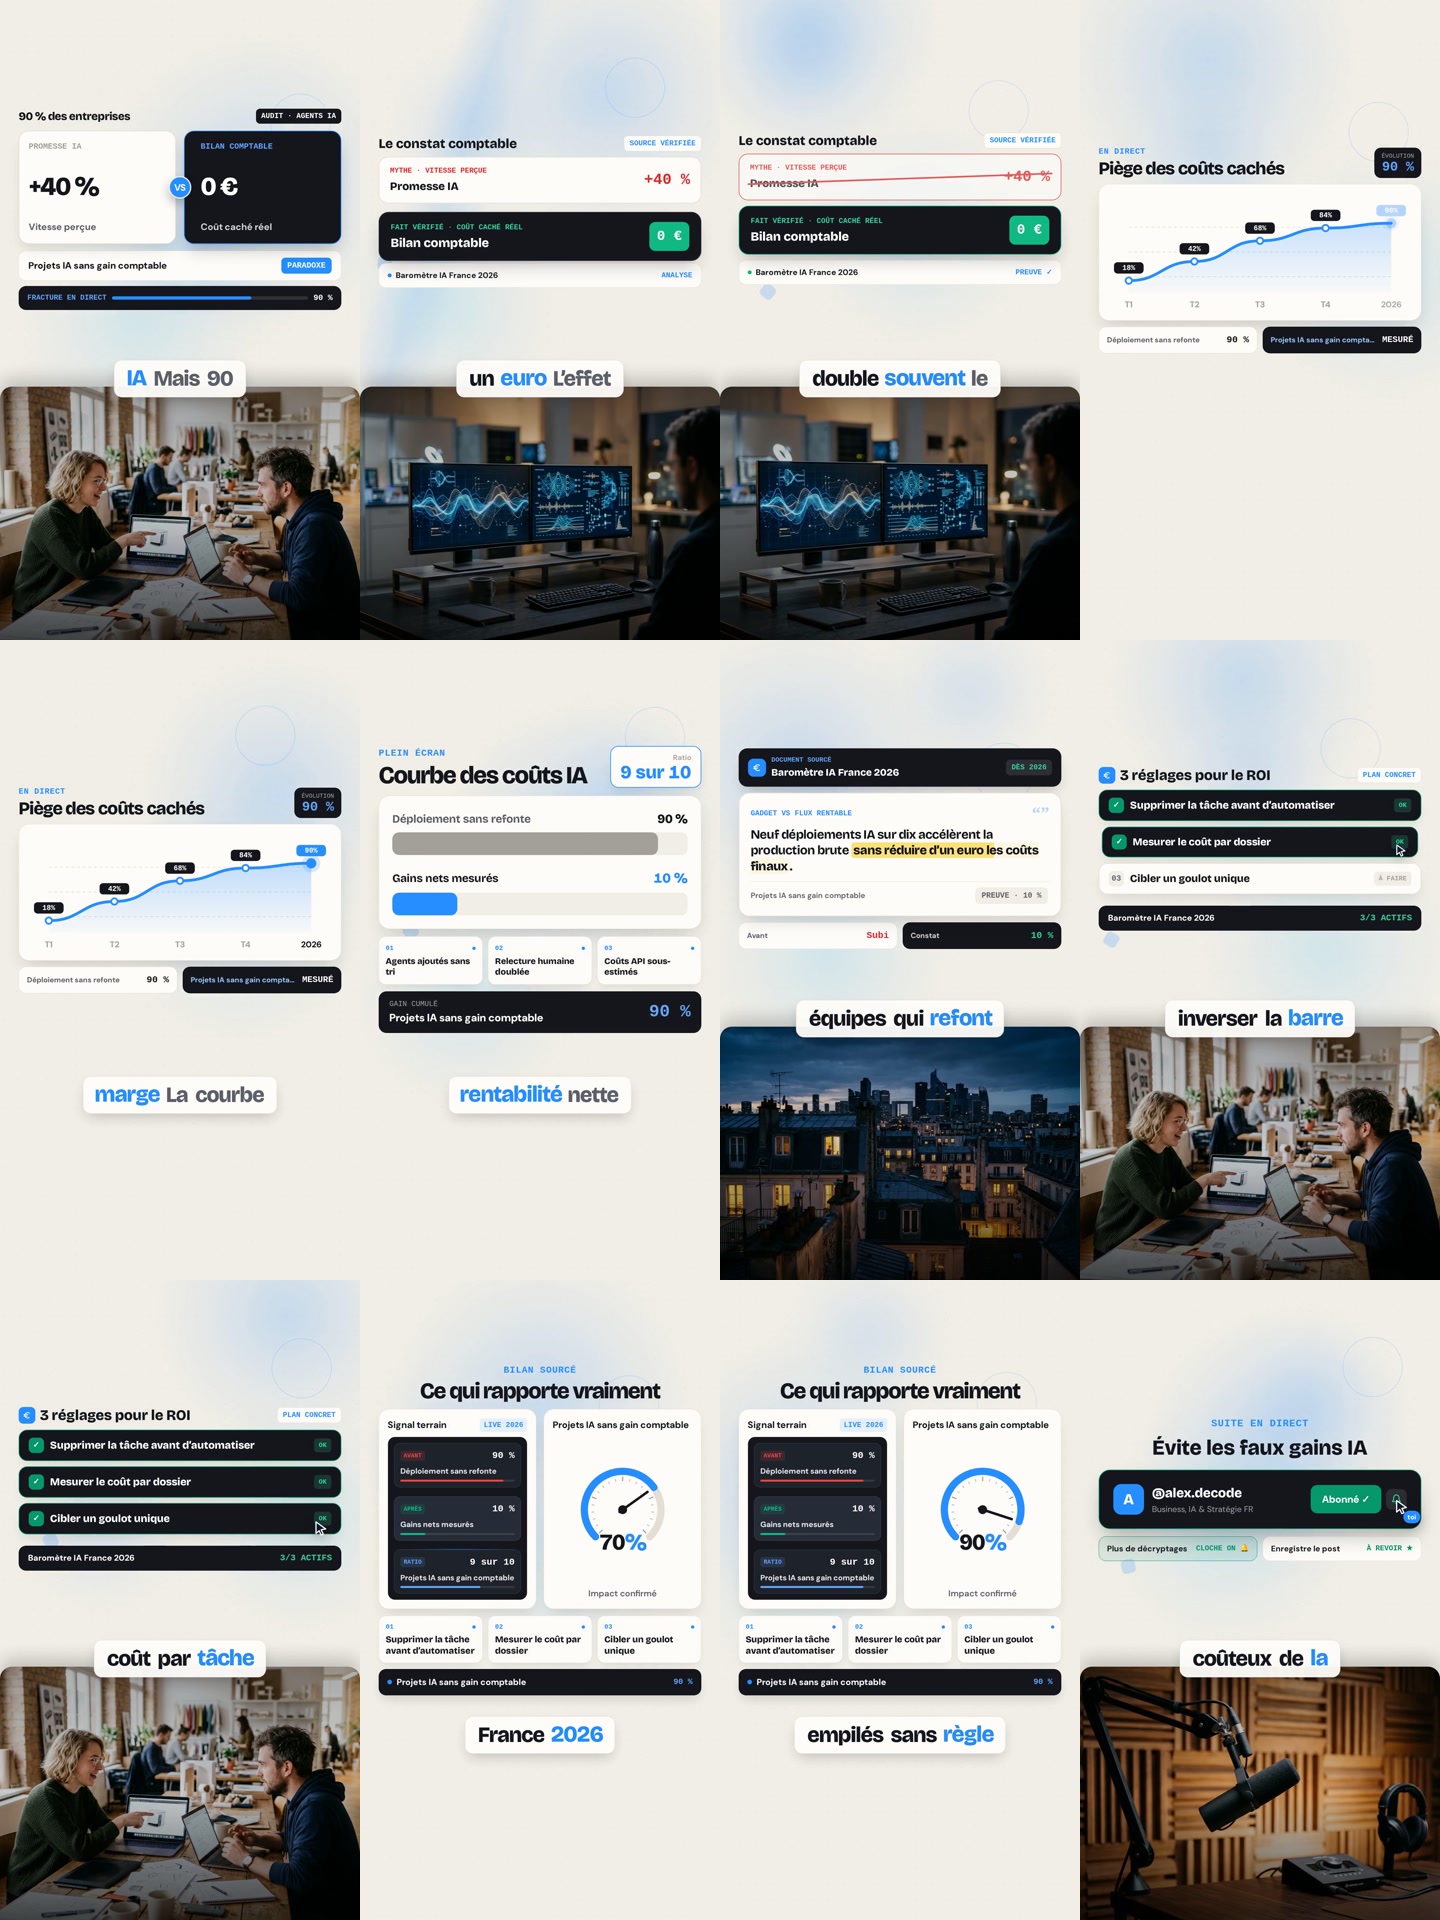 90 % des entreprises
AUDIT · AGENTS IA
PROMESSE IA
+40 %
Vitesse perçue
VS
BILAN COMPTABLE
0 €
Coût caché réel
Projets IA sans gain comptable
PARADOXE
FRACTURE EN DIRECT
90 %
IA Mais 90
Le constat comptable
SOURCE VÉRIFIÉE
MYTHE · VITESSE PERÇUE
Promesse IA
+40 %
FAIT VÉRIFIÉ · COÛT CACHÉ RÉEL
Bilan comptable
0 €
Baromètre IA France 2026
ANALYSE
un euro L'effet
Le constat comptable
SOURCE VÉRIFIÉE
MYTHE · VITESSE PERÇUE
Promesse IA
+40 %
FAIT VÉRIFIÉ · COÛT CACHÉ RÉEL
Bilan comptable
0 €
Baromètre IA France 2026
PREUVE ✓
double souvent le
EN DIRECT
Piège des coûts cachés
ÉVOLUTION
90 %
18%
42%
68%
84%
90%
T1
T2
T3
T4
2026
Déploiement sans refonte
90 %
Projets IA sans gain compta...
MESURÉ
EN DIRECT
Piège des coûts cachés
ÉVOLUTION
90 %
18%
42%
68%
84%
90%
T1
T2
T3
T4
2026
Déploiement sans refonte
90 %
Projets IA sans gain compta...
MESURÉ
marge La courbe
PLEIN ÉCRAN
Courbe des coûts IA
Ratio
9 sur 10
Déploiement sans refonte
90 %
Gains nets mesurés
10 %
01
Agents ajoutés sans
tri
02
Relecture humaine
doublée
03
Coûts API sous-
estimés
GAIN CUMULÉ
Projets IA sans gain comptable
90 %
rentabilité nette
€
DOCUMENT SOURCÉ
Baromètre IA France 2026
DÈS 2026
GADGET VS FLUX RENTABLE
“”
Neuf déploiements IA sur dix accélèrent la
production brute sans réduire d'un euro les coûts
finaux.
Projets IA sans gain comptable
PREUVE · 10 %
Avant
Subi
Constat
10 %
équipes qui refont
€
3 réglages pour le ROI
PLAN CONCRET
✓
Supprimer la tâche avant d'automatiser
OK
✓
Mesurer le coût par dossier
OK
03
Cibler un goulot unique
À FAIRE
Baromètre IA France 2026
3/3 ACTIFS
inverser la barre
€
3 réglages pour le ROI
PLAN CONCRET
✓
Supprimer la tâche avant d'automatiser
OK
✓
Mesurer le coût par dossier
OK
✓
Cibler un goulot unique
OK
Baromètre IA France 2026
3/3 ACTIFS
coût par tâche
BILAN SOURCÉ
Ce qui rapporte vraiment
Signal terrain
LIVE 2026
AVANT
90 %
Déploiement sans refonte
APRÈS
10 %
Gains nets mesurés
RATIO
9 sur 10
Projets IA sans gain comptable
Projets IA sans gain comptable
70%
Impact confirmé
01
Supprimer la tâche
avant d'automatiser
02
Mesurer le coût par
dossier
03
Cibler un goulot
unique
Projets IA sans gain comptable
90 %
France 2026
BILAN SOURCÉ
Ce qui rapporte vraiment
Signal terrain
LIVE 2026
AVANT
90 %
Déploiement sans refonte
APRÈS
10 %
Gains nets mesurés
RATIO
9 sur 10
Projets IA sans gain comptable
Projets IA sans gain comptable
90%
Impact confirmé
01
Supprimer la tâche
avant d'automatiser
02
Mesurer le coût par
dossier
03
Cibler un goulot
unique
Projets IA sans gain comptable
90 %
empilés sans règle
SUITE EN DIRECT
Évite les faux gains IA
A
@alex.decode
Business, IA & Stratégie FR
Abonné ✓
toi
Plus de décryptages
CLOCHE ON 🔔
Enregistre le post
À REVOIR ★
coûteux de la